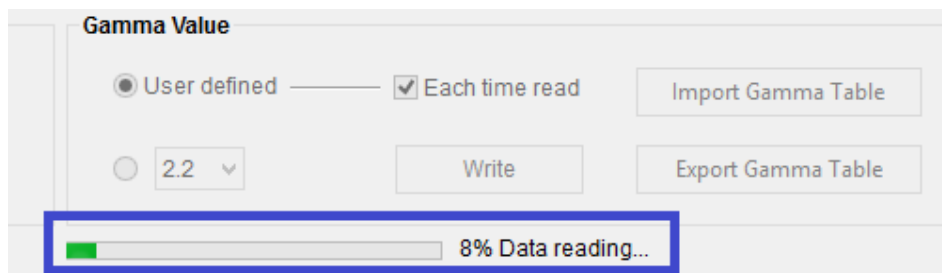 Gamma Value
User defined Each time read Import Gamma Table
2.2 Write Export Gamma Table
8% Data reading...